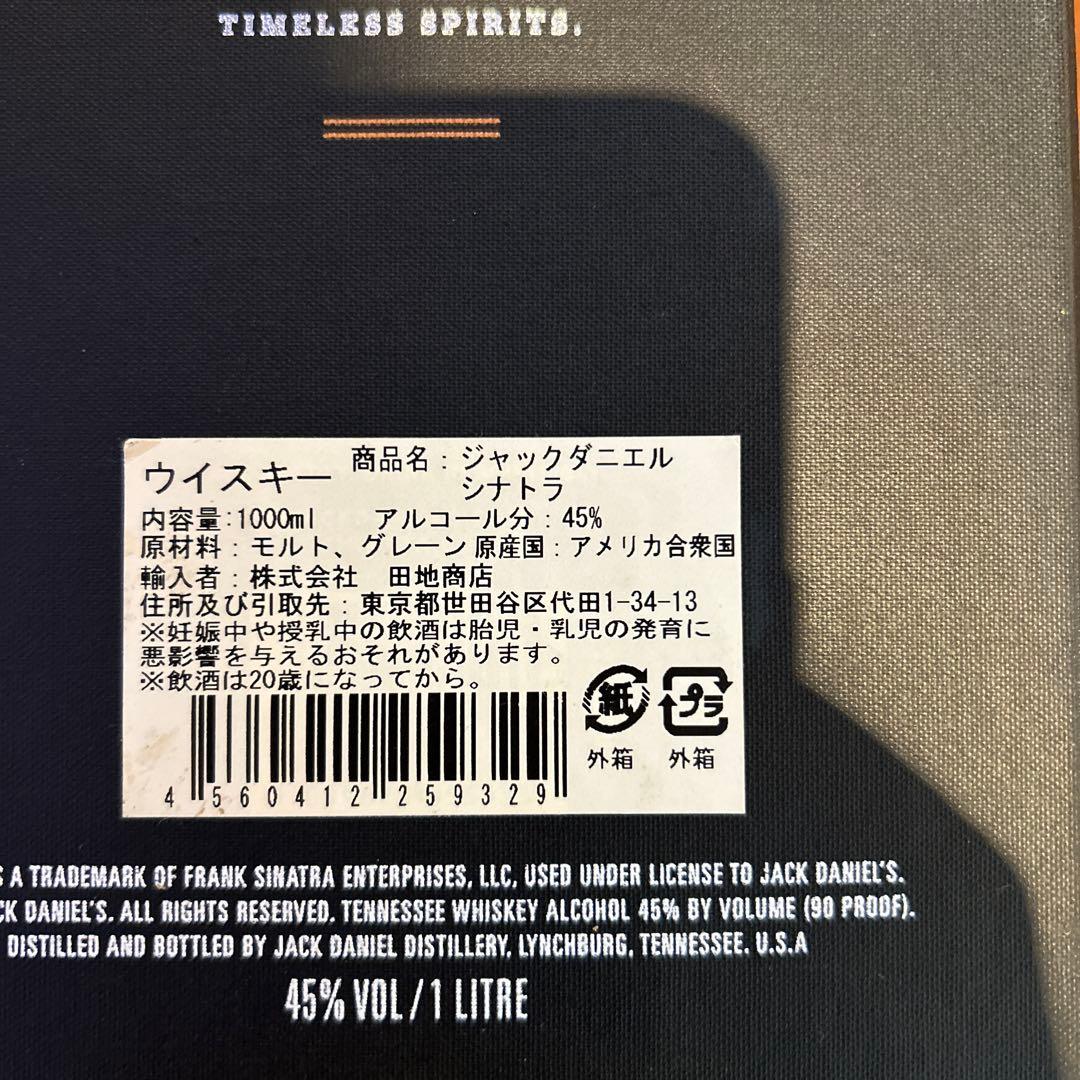 TIMELESS SPIRITS.
ウイスキー 商品名：ジャックダニエル
シナトラ
内容量：1000ml アルコール分：45%
原材料：モルト、グレーン 原産国：アメリカ合衆国
輸入者：株式会社 田地商店
住所及び引取先：東京都世田谷区代田1-34-13
※妊娠中や授乳中の飲酒は胎児・乳児の発育に
悪影響を与えるおそれがあります。
※飲酒は20歳になってから。
紙 プラ
外箱 外箱
4 560412 259329
S A TRADEMARK OF FRANK SINATRA ENTERPRISES, LLC, USED UNDER LICENSE TO JACK DANIEL'S.
CK DANIEL'S. ALL RIGHTS RESERVED. TENNESSEE WHISKEY ALCOHOL 45% BY VOLUME (90 PROOF).
DISTILLED AND BOTTLED BY JACK DANIEL DISTILLERY, LYNCHBURG, TENNESSEE. U.S.A
45% VOL / 1 LITRE